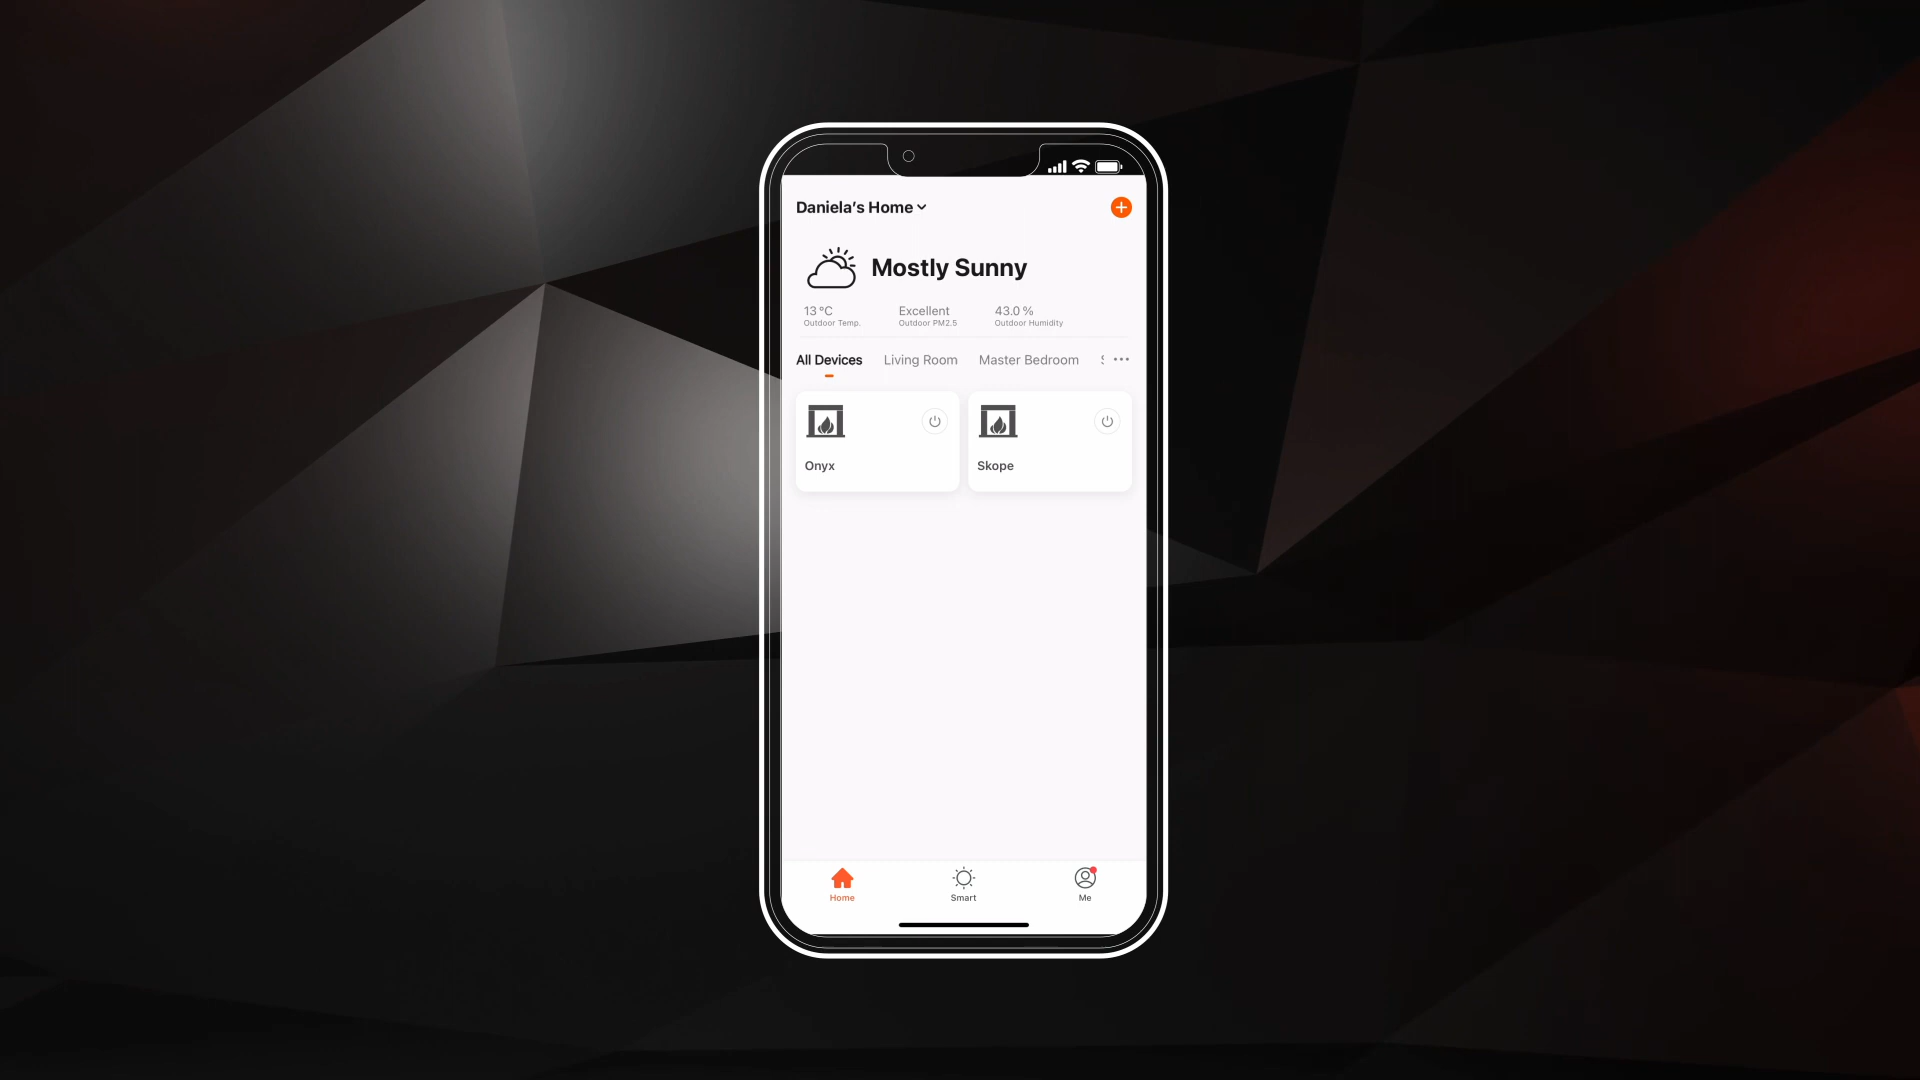 Daniela’s Home
Mostly Sunny
13 °C
Outdoor Temp.
Excellent
Outdoor PM2.5
43.0 %
Outdoor Humidity
All Devices Living Room Master Bedroom
Onyx
Skope
Home Smart Me